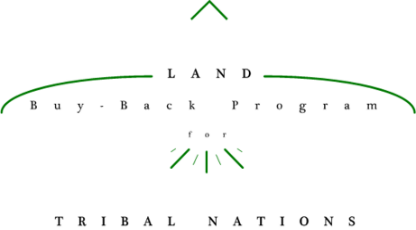 LAND
Buy-Back Program
for
TRIBAL NATIONS